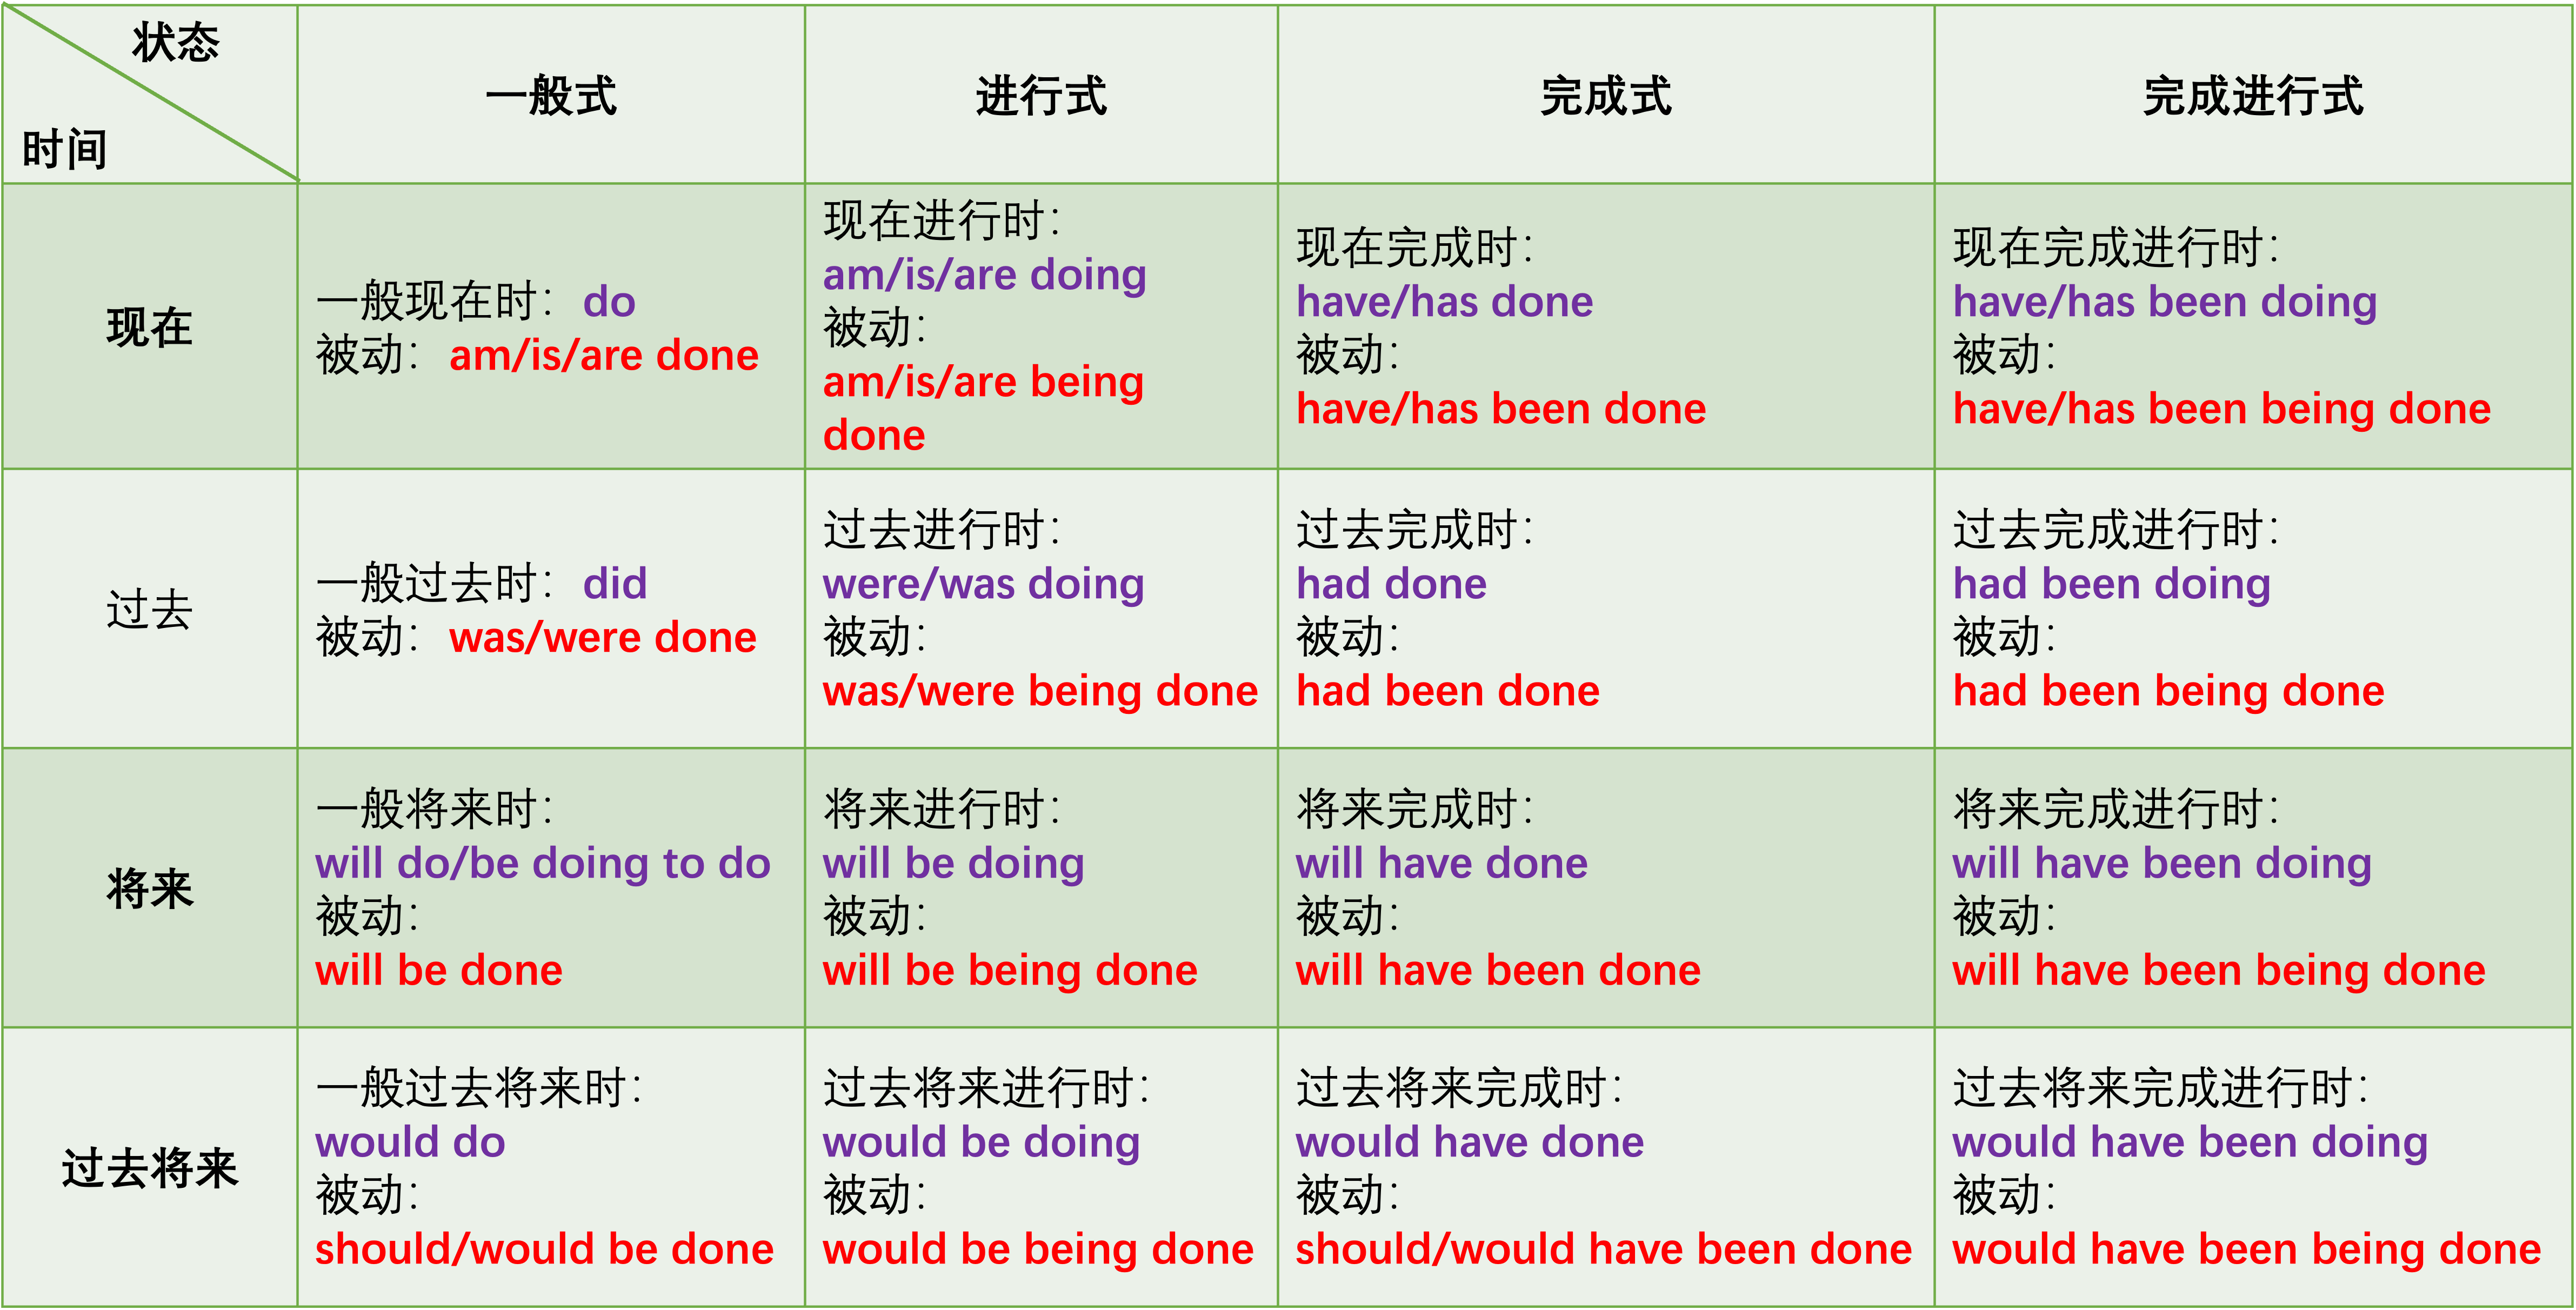 状态
时间
一般式
进行式
完成式
完成进行式
现在
一般现在时：do
被动：am/is/are done
现在进行时：
am/is/are doing
被动：
am/is/are being
done
现在完成时：
have/has done
被动：
have/has been done
现在完成进行时：
have/has been doing
被动：
have/has been being done
过去
一般过去时：did
被动：was/were done
过去进行时：
were/was doing
被动：
was/were being done
过去完成时：
had done
被动：
had been done
过去完成进行时：
had been doing
被动：
had been being done
将来
一般将来时：
will do/be doing to do
被动：
will be done
将来进行时：
will be doing
被动：
will be being done
将来完成时：
will have done
被动：
will have been done
将来完成进行时：
will have been doing
被动：
will have been being done
过去将来
一般过去将来时：
would do
被动：
should/would be done
过去将来进行时：
would be doing
被动：
would be being done
过去将来完成时：
would have done
被动：
should/would have been done
过去将来完成进行时：
would have been doing
被动：
would have been being done